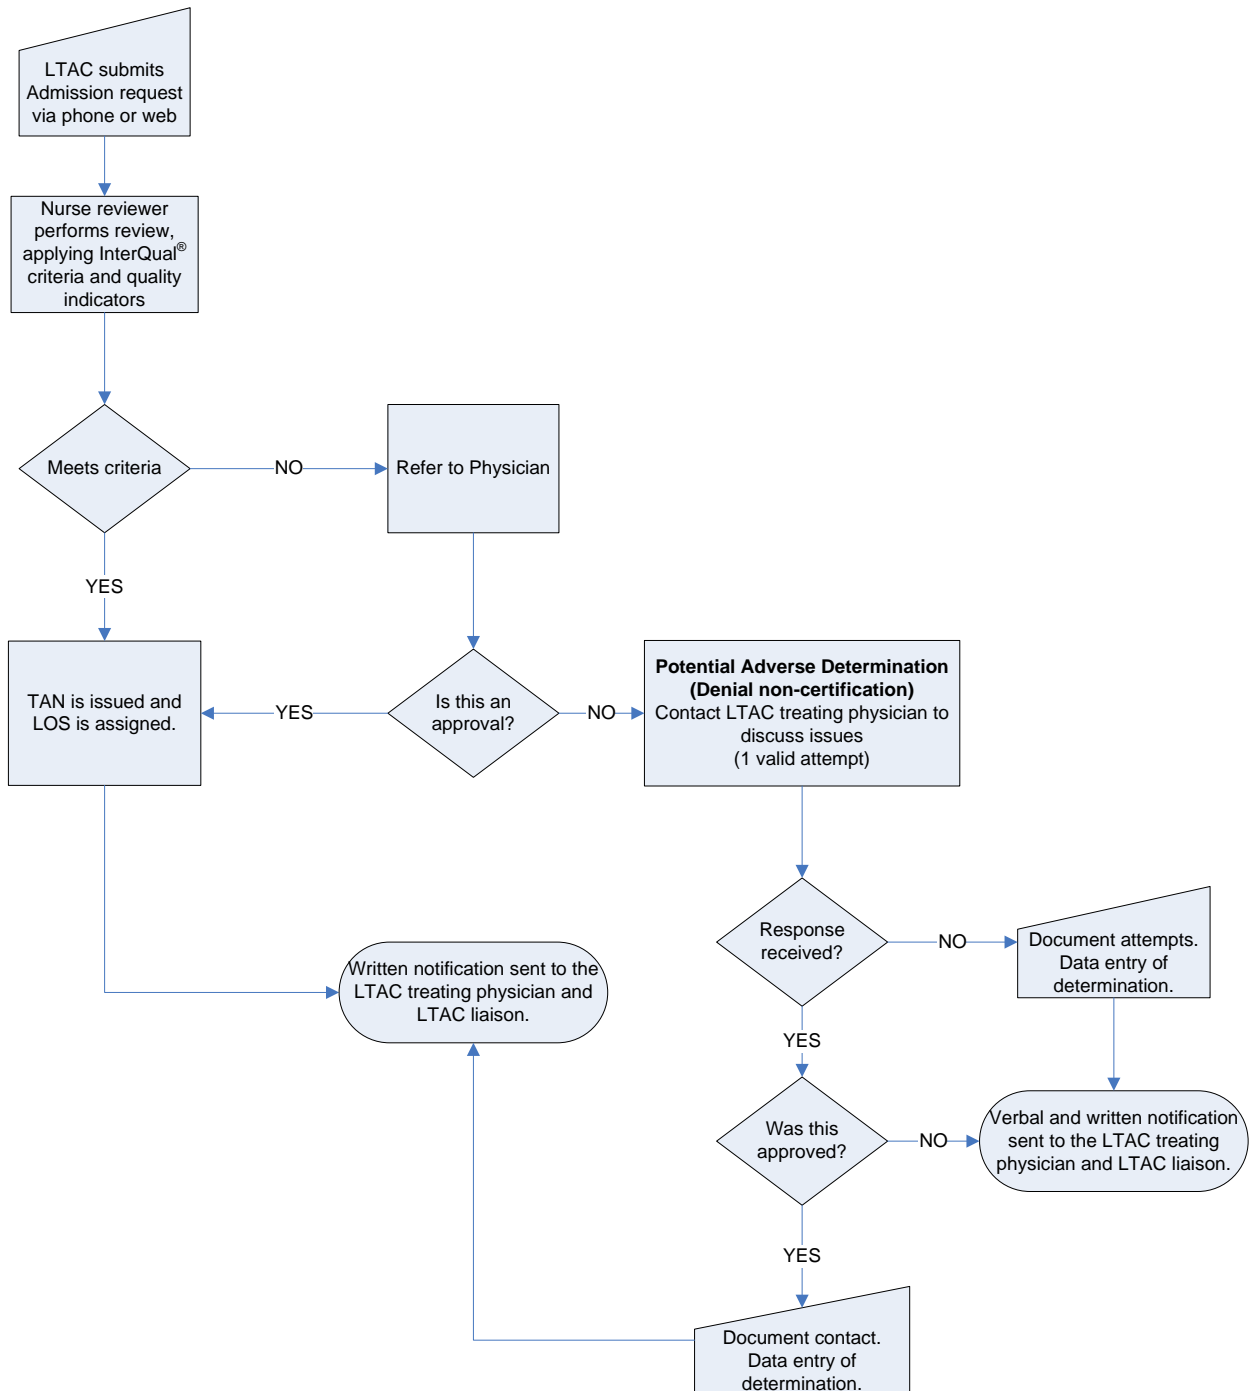 LTAC submits
Admission request
via phone or web
Nurse reviewer
performs review,
applying InterQual®
criteria and quality
indicators
Meets criteria
NO
Refer to Physician
YES
TAN is issued and
LOS is assigned.
YES
Is this an
approval?
NO
Potential Adverse Determination
(Denial non-certification)
Contact LTAC treating physician to
discuss issues
(1 valid attempt)
Response
received?
NO
Document attempts.
Data entry of
determination.
Written notification sent to the
LTAC treating physician and
LTAC liaison.
YES
Was this
approved?
NO
Verbal and written notification
sent to the LTAC treating
physician and LTAC liaison.
YES
Document contact.
Data entry of
determination.